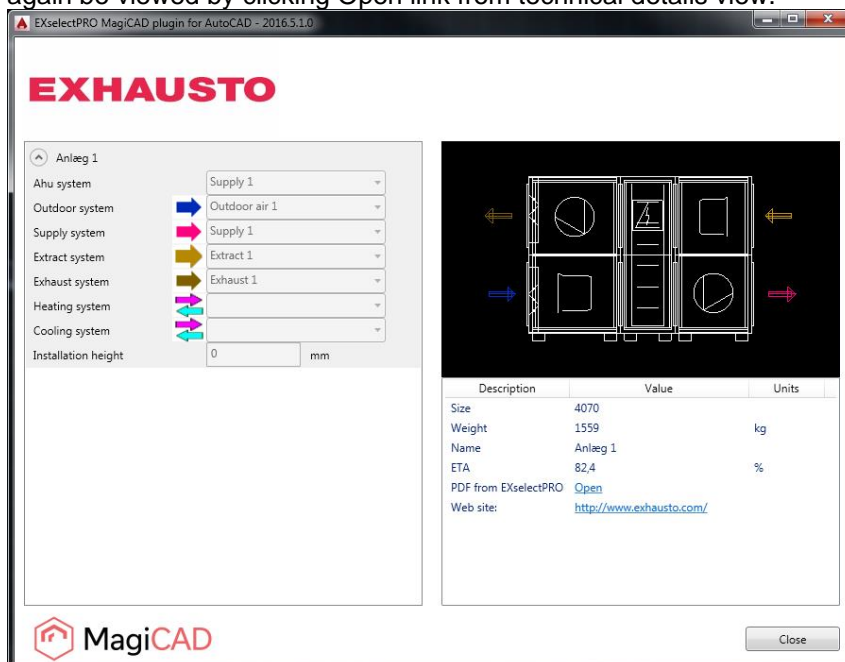 again be viewed by clicking Open link from technical details view.
EXselectPRO MagiCAD plugin for AutoCAD - 2016.5.1.0
EXHAUSTO
Anlæg 1
Ahu system Supply 1
Outdoor system Outdoor air 1
Supply system Supply 1
Extract system Extract 1
Exhaust system Exhaust 1
Heating system
Cooling system
Installation height 0 mm
Description Value Units
Size 4070
Weight 1559 kg
Name Anlæg 1
ETA 82,4 %
PDF from EXselectPRO Open
Web site: http://www.exhausto.com/
MagiCAD
Close